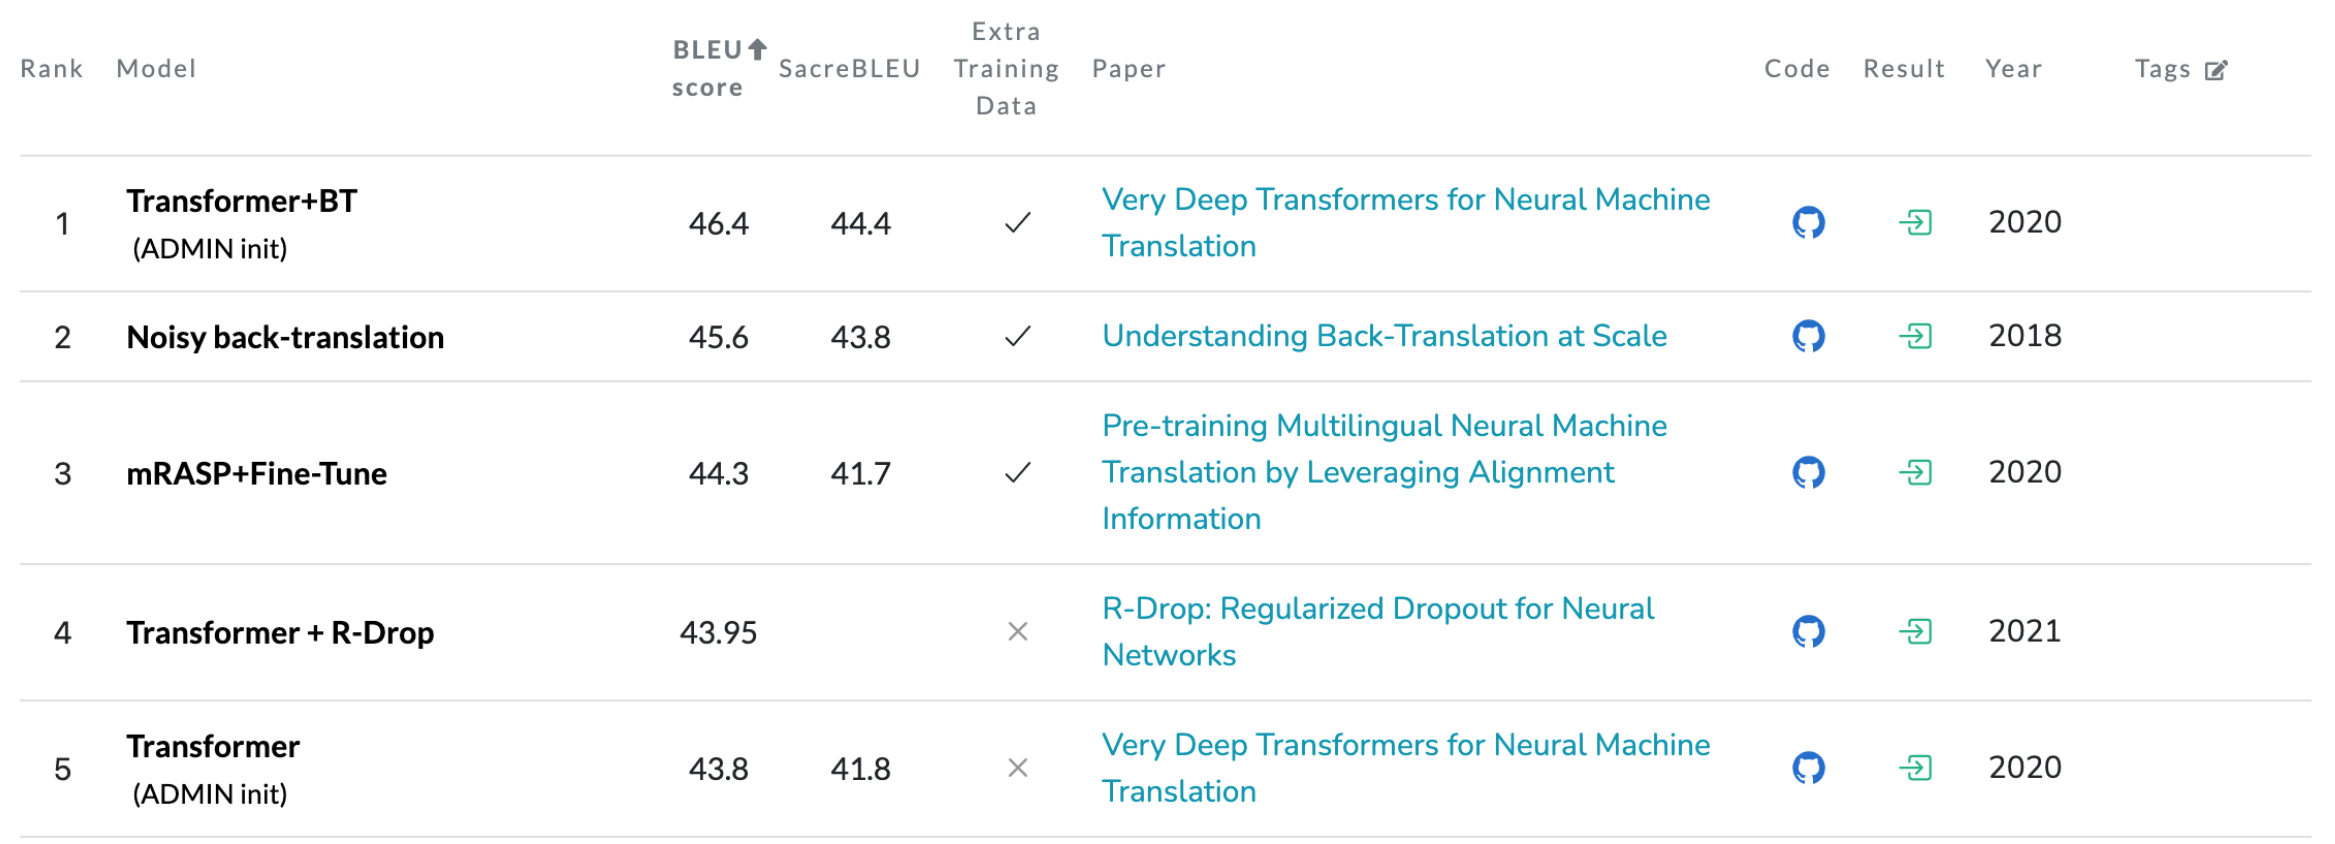 Rank Model BLEU score SacreBLEU Extra Training Data Paper Code Result Year Tags
1 Transformer+BT (ADMIN init) 46.4 44.4 ✓ Very Deep Transformers for Neural Machine Translation 2020
2 Noisy back-translation 45.6 43.8 ✓ Understanding Back-Translation at Scale 2018
3 mRASP+Fine-Tune 44.3 41.7 ✓ Pre-training Multilingual Neural Machine Translation by Leveraging Alignment Information 2020
4 Transformer + R-Drop 43.95 × R-Drop: Regularized Dropout for Neural Networks 2021
5 Transformer (ADMIN init) 43.8 41.8 × Very Deep Transformers for Neural Machine Translation 2020